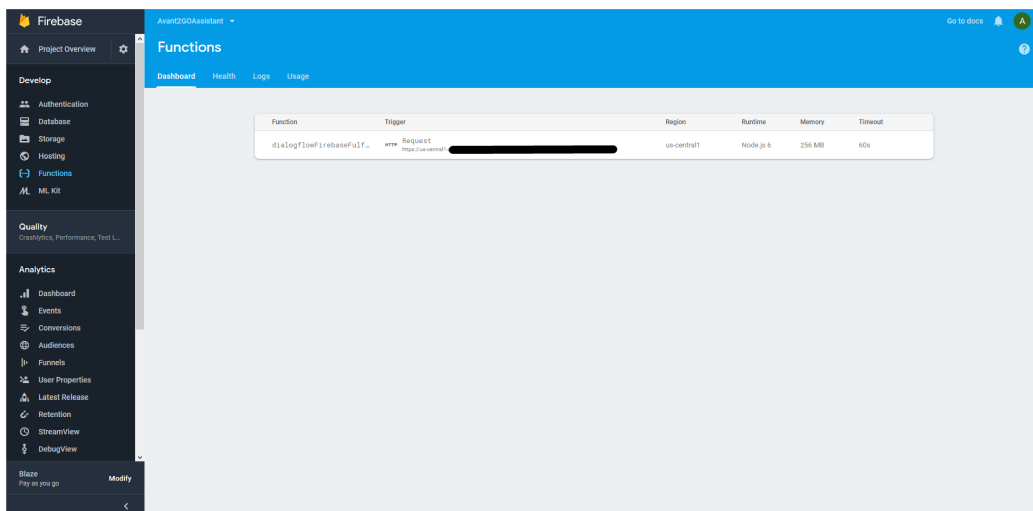 Firebase
Project Overview
Develop
Authentication
Database
Storage
Hosting
Functions
ML Kit
Quality
Crashlytics, Performance, Test L...
Analytics
Dashboard
Events
Conversions
Audiences
Funnels
User Properties
Latest Release
Retention
StreamView
DebugView
Blaze
Pay as you go
Modify
Avant2GOAssistant
Go to docs
A
Functions
Dashboard Health Logs Usage
Function Trigger Region Runtime Memory Timeout
dialogflowFirebaseFulf… HTTP Request us-central1 Node.js 6 256 MB 60s
https://us-central1-